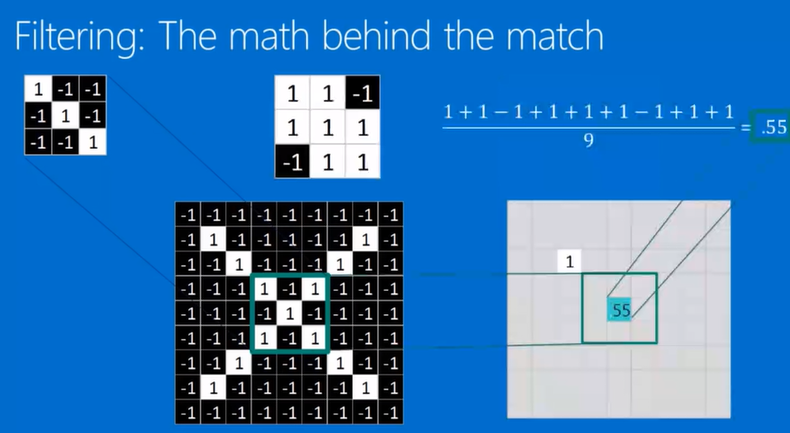 Filtering: The math behind the match
1 -1 -1
-1 1 -1
-1 -1 1
1 1 -1
1 1 1
-1 1 1
1 + 1 − 1 + 1 + 1 + 1 − 1 + 1 + 1
9
= .55
-1 -1 -1 -1 -1 -1 -1 -1 -1
-1 1 -1 -1 -1 -1 -1 1 -1
-1 -1 1 -1 -1 -1 1 -1 -1
-1 -1 -1 1 -1 1 -1 -1 -1
-1 -1 -1 -1 1 -1 -1 -1 -1
-1 -1 -1 1 -1 1 -1 -1 -1
-1 -1 1 -1 -1 -1 1 -1 -1
-1 1 -1 -1 -1 -1 -1 1 -1
-1 -1 -1 -1 -1 -1 -1 -1 -1
1
55